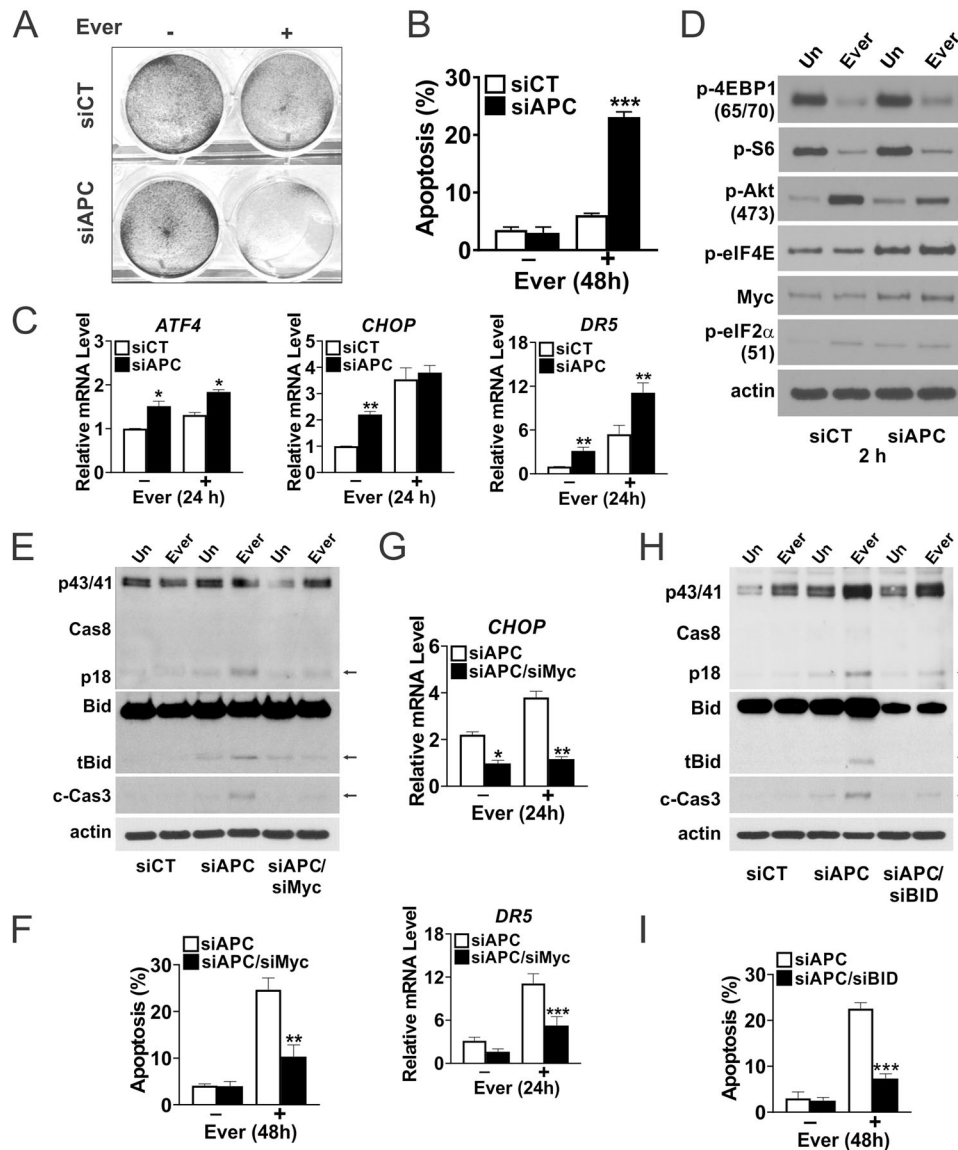 A
Ever
- +
siCT
siAPC
B
Apoptosis (%)
30
20
10
0
siCT
siAPC
***
– +
Ever (48h)
D
Un Ever Un Ever
p-4EBP1
(65/70)
p-S6
p-Akt
(473)
p-eIF4E
Myc
p-eIF2α
(51)
actin
siCT siAPC
2 h
C
ATF4
Relative mRNA Level
3
2
1
0
siCT
siAPC
* *
– +
Ever (24 h)
CHOP
Relative mRNA Level
5
4
3
2
1
0
siCT
siAPC
**
– +
Ever (24 h)
DR5
Relative mRNA Level
18
12
6
0
siCT
siAPC
** **
– +
Ever (24h)
E
Un Ever Un Ever Un Ever
p43/41
Cas8
p18 ←
Bid
tBid ←
c-Cas3 ←
actin
siCT siAPC siAPC/
siMyc
G
CHOP
Relative mRNA Level
6
4
2
0
siAPC
siAPC/siMyc
* **
– +
Ever (24h)
DR5
Relative mRNA Level
18
12
6
0
siAPC
siAPC/siMyc
***
– +
Ever (24h)
H
Un Ever Un Ever Un Ever
p43/41
Cas8
p18
Bid
tBid
c-Cas3
actin
siCT siAPC siAPC/
siBID
F
Apoptosis (%)
30
20
10
0
siAPC
siAPC/siMyc
**
– +
Ever (48h)
I
Apoptosis (%)
30
20
10
0
siAPC
siAPC/siBID
***
– +
Ever (48h)